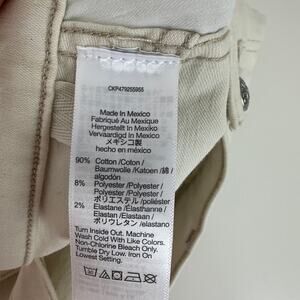 CKP479255955
Made In Mexico
Fabriqué Au Mexique
Hergestellt In Mexiko
Vervaardigd In Mexico
メキシコ製
hecho en méxico
90% Cotton /Coton /
Baumwolle /Katoen / 綿 /
algodón
8% Polyester /Polyester /
Polyester /Polyester /
ポリエステル /poliéster
2% Elastane /Élasthanne /
Elastan /Elastaan /
ポリウレタン /elastano
Turn Inside Out. Machine
Wash Cold With Like Colors.
Non-Chlorine Bleach Only.
Tumble Dry Low. Iron On
Lowest Setting.